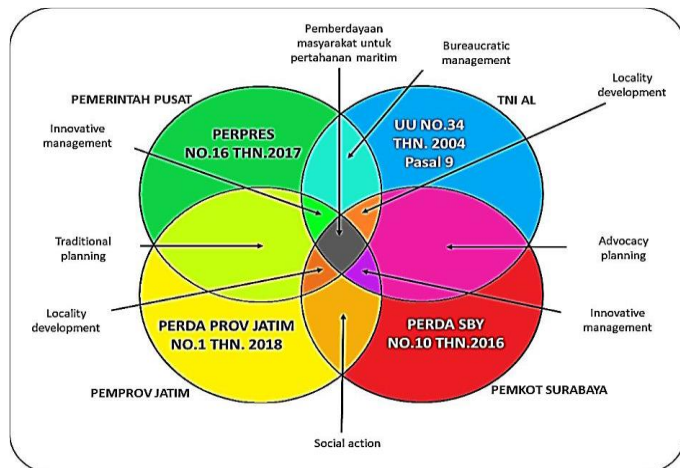 Pemberdayaan
masyarakat untuk
pertahanan maritim
Bureaucratic
management
PEMERINTAH PUSAT
TNI AL
Locality
development
Innovative
management
PERPRES
NO.16 THN.2017
UU NO.34
THN. 2004
Pasal 9
Traditional
planning
Advocacy
planning
Locality
development
PERDA PROV JATIM
NO.1 THN. 2018
PERDA SBY
NO.10 THN.2016
Innovative
management
PEMPROV JATIM
PEMKOT SURABAYA
Social action